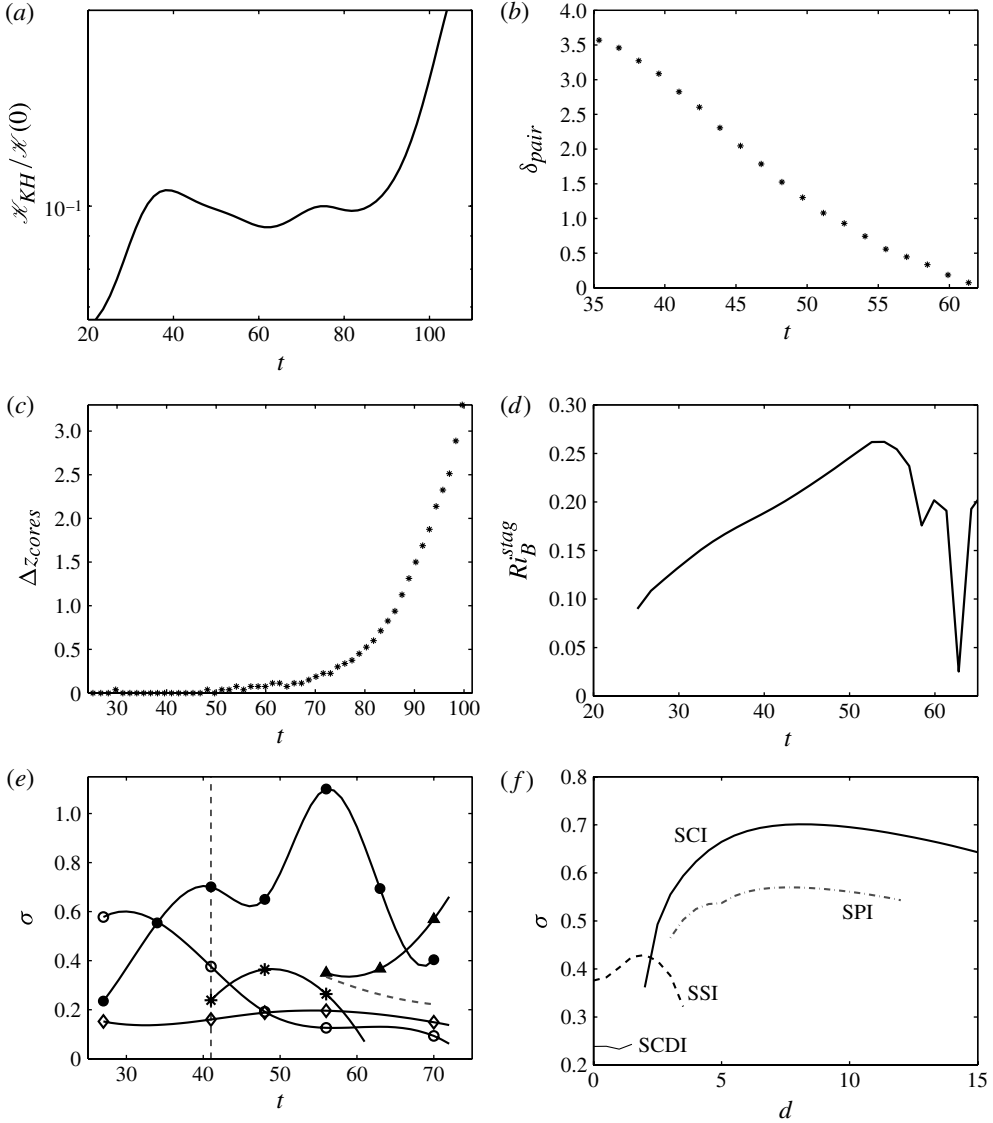 (a)
𝒦_KH/𝒦(0)
10⁻¹
20 40 60 80 100
t
(b)
δ_pair
4.0
3.5
3.0
2.5
2.0
1.5
1.0
0.5
0
35 40 45 50 55 60
t
(c)
Δz_cores
3.0
2.5
2.0
1.5
1.0
0.5
0
30 40 50 60 70 80 90 100
t
(d)
Ri_B^stag
0.30
0.25
0.20
0.15
0.10
0.05
0
20 30 40 50 60
t
(e)
σ
1.0
0.8
0.6
0.4
0.2
0
30 40 50 60 70
t
(f)
σ
0.8
0.7
0.6
0.5
0.4
0.3
0.2
SCI
SPI
SSI
SCDI
0 5 10 15
d